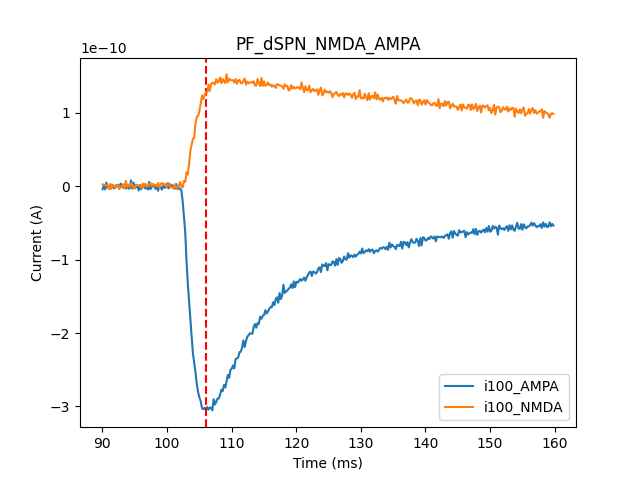 PF_dSPN_NMDA_AMPA
1e−10
1
0
−1
−2
−3
Current (A)
90 100 110 120 130 140 150 160
Time (ms)
i100_AMPA
i100_NMDA